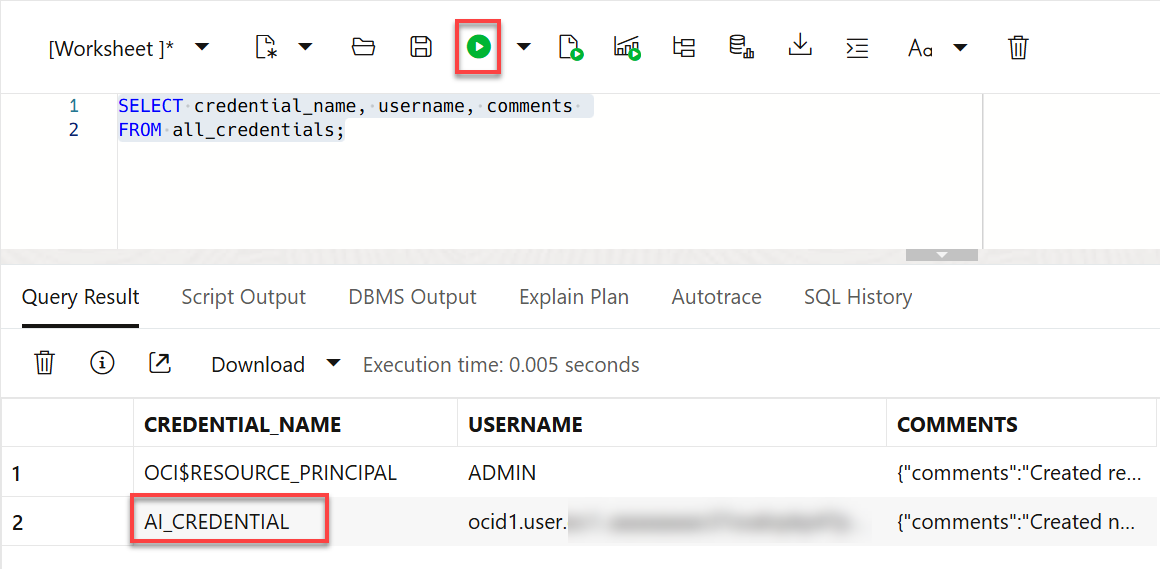 [Worksheet ]*
Aa
1 SELECT credential_name, username, comments
2 FROM all_credentials;
Query Result Script Output DBMS Output Explain Plan Autotrace SQL History
Download Execution time: 0.005 seconds
CREDENTIAL_NAME USERNAME COMMENTS
1 OCI$RESOURCE_PRINCIPAL ADMIN {"comments":"Created re...
2 AI_CREDENTIAL ocid1.user. {"comments":"Created n...